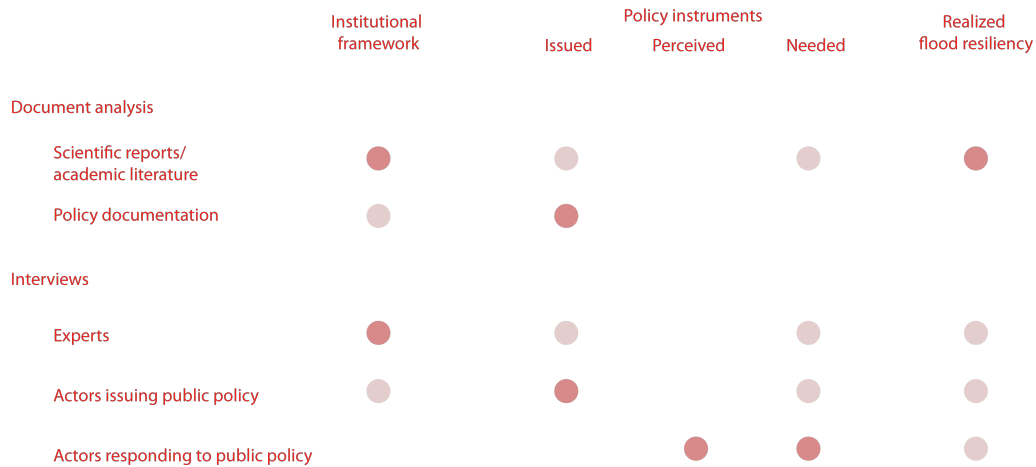 Policy instruments
Institutional
framework
Issued
Perceived
Needed
Realized
flood resiliency
Document analysis
Scientific reports/
academic literature
Policy documentation
Interviews
Experts
Actors issuing public policy
Actors responding to public policy